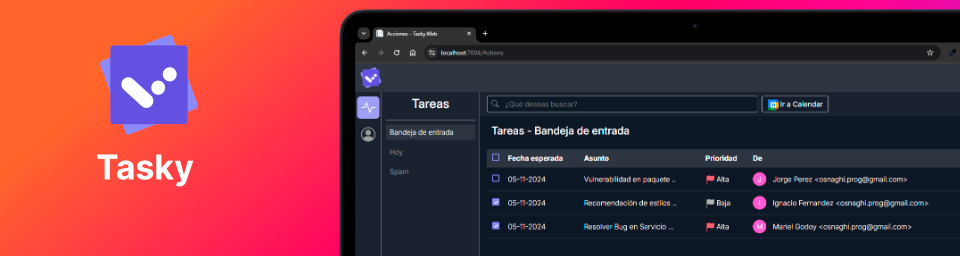 Tasky
Acciones - Tasky.Web
localhost:7804/Actions
Tareas
Bandeja de entrada
Hoy
Spam
¿Qué deseas buscar?
Ir a Calendar
Tareas - Bandeja de entrada
Fecha esperada Asunto Prioridad De
05-11-2024 Vulnerabilidad en paquete .. Alta J Jorge Perez <osnaghi.prog@gmail.com>
05-11-2024 Recomendación de estilos .. Baja I Ignacio Fernandez <osnaghi.prog@gmail.com>
05-11-2024 Resolver Bug en Servicio ... Alta M Mariel Godoy <osnaghi.prog@gmail.com>